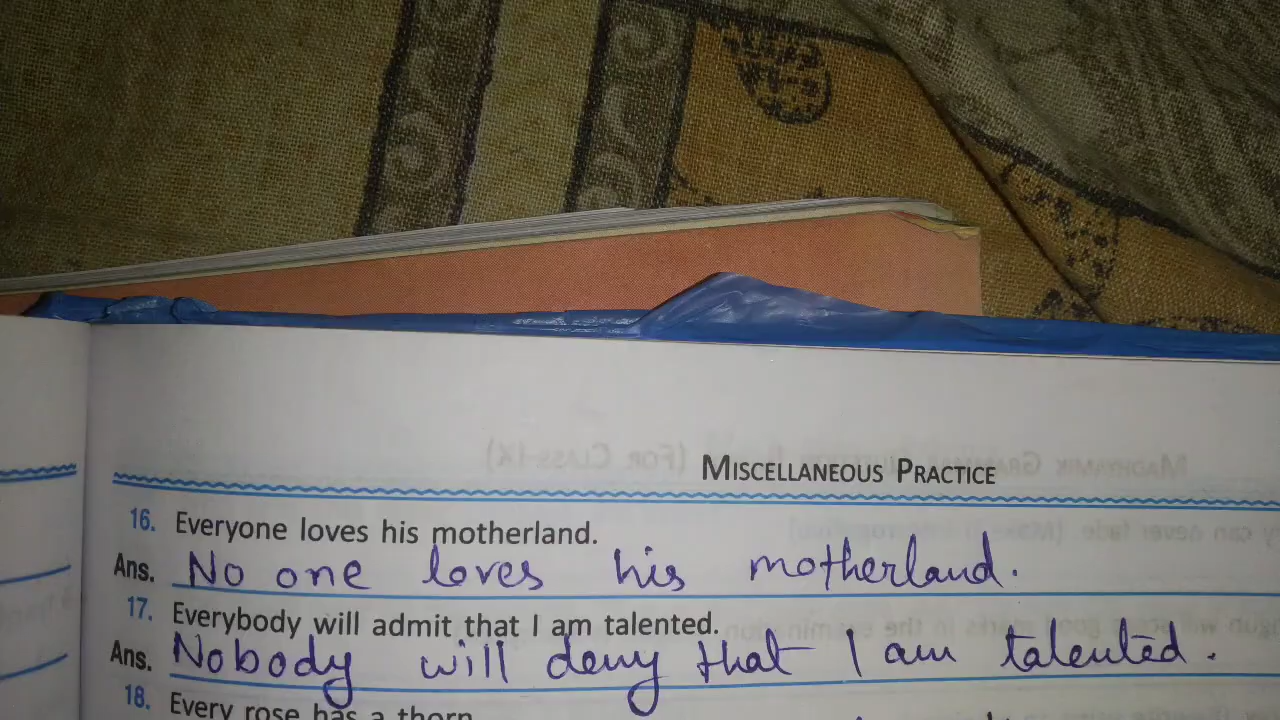 MISCELLANEOUS PRACTICE
16. Everyone loves his motherland.
Ans. No one loves his motherland.
17. Everybody will admit that I am talented.
Ans. Nobody will deny that I am talented.
18. Every rose has a thorn